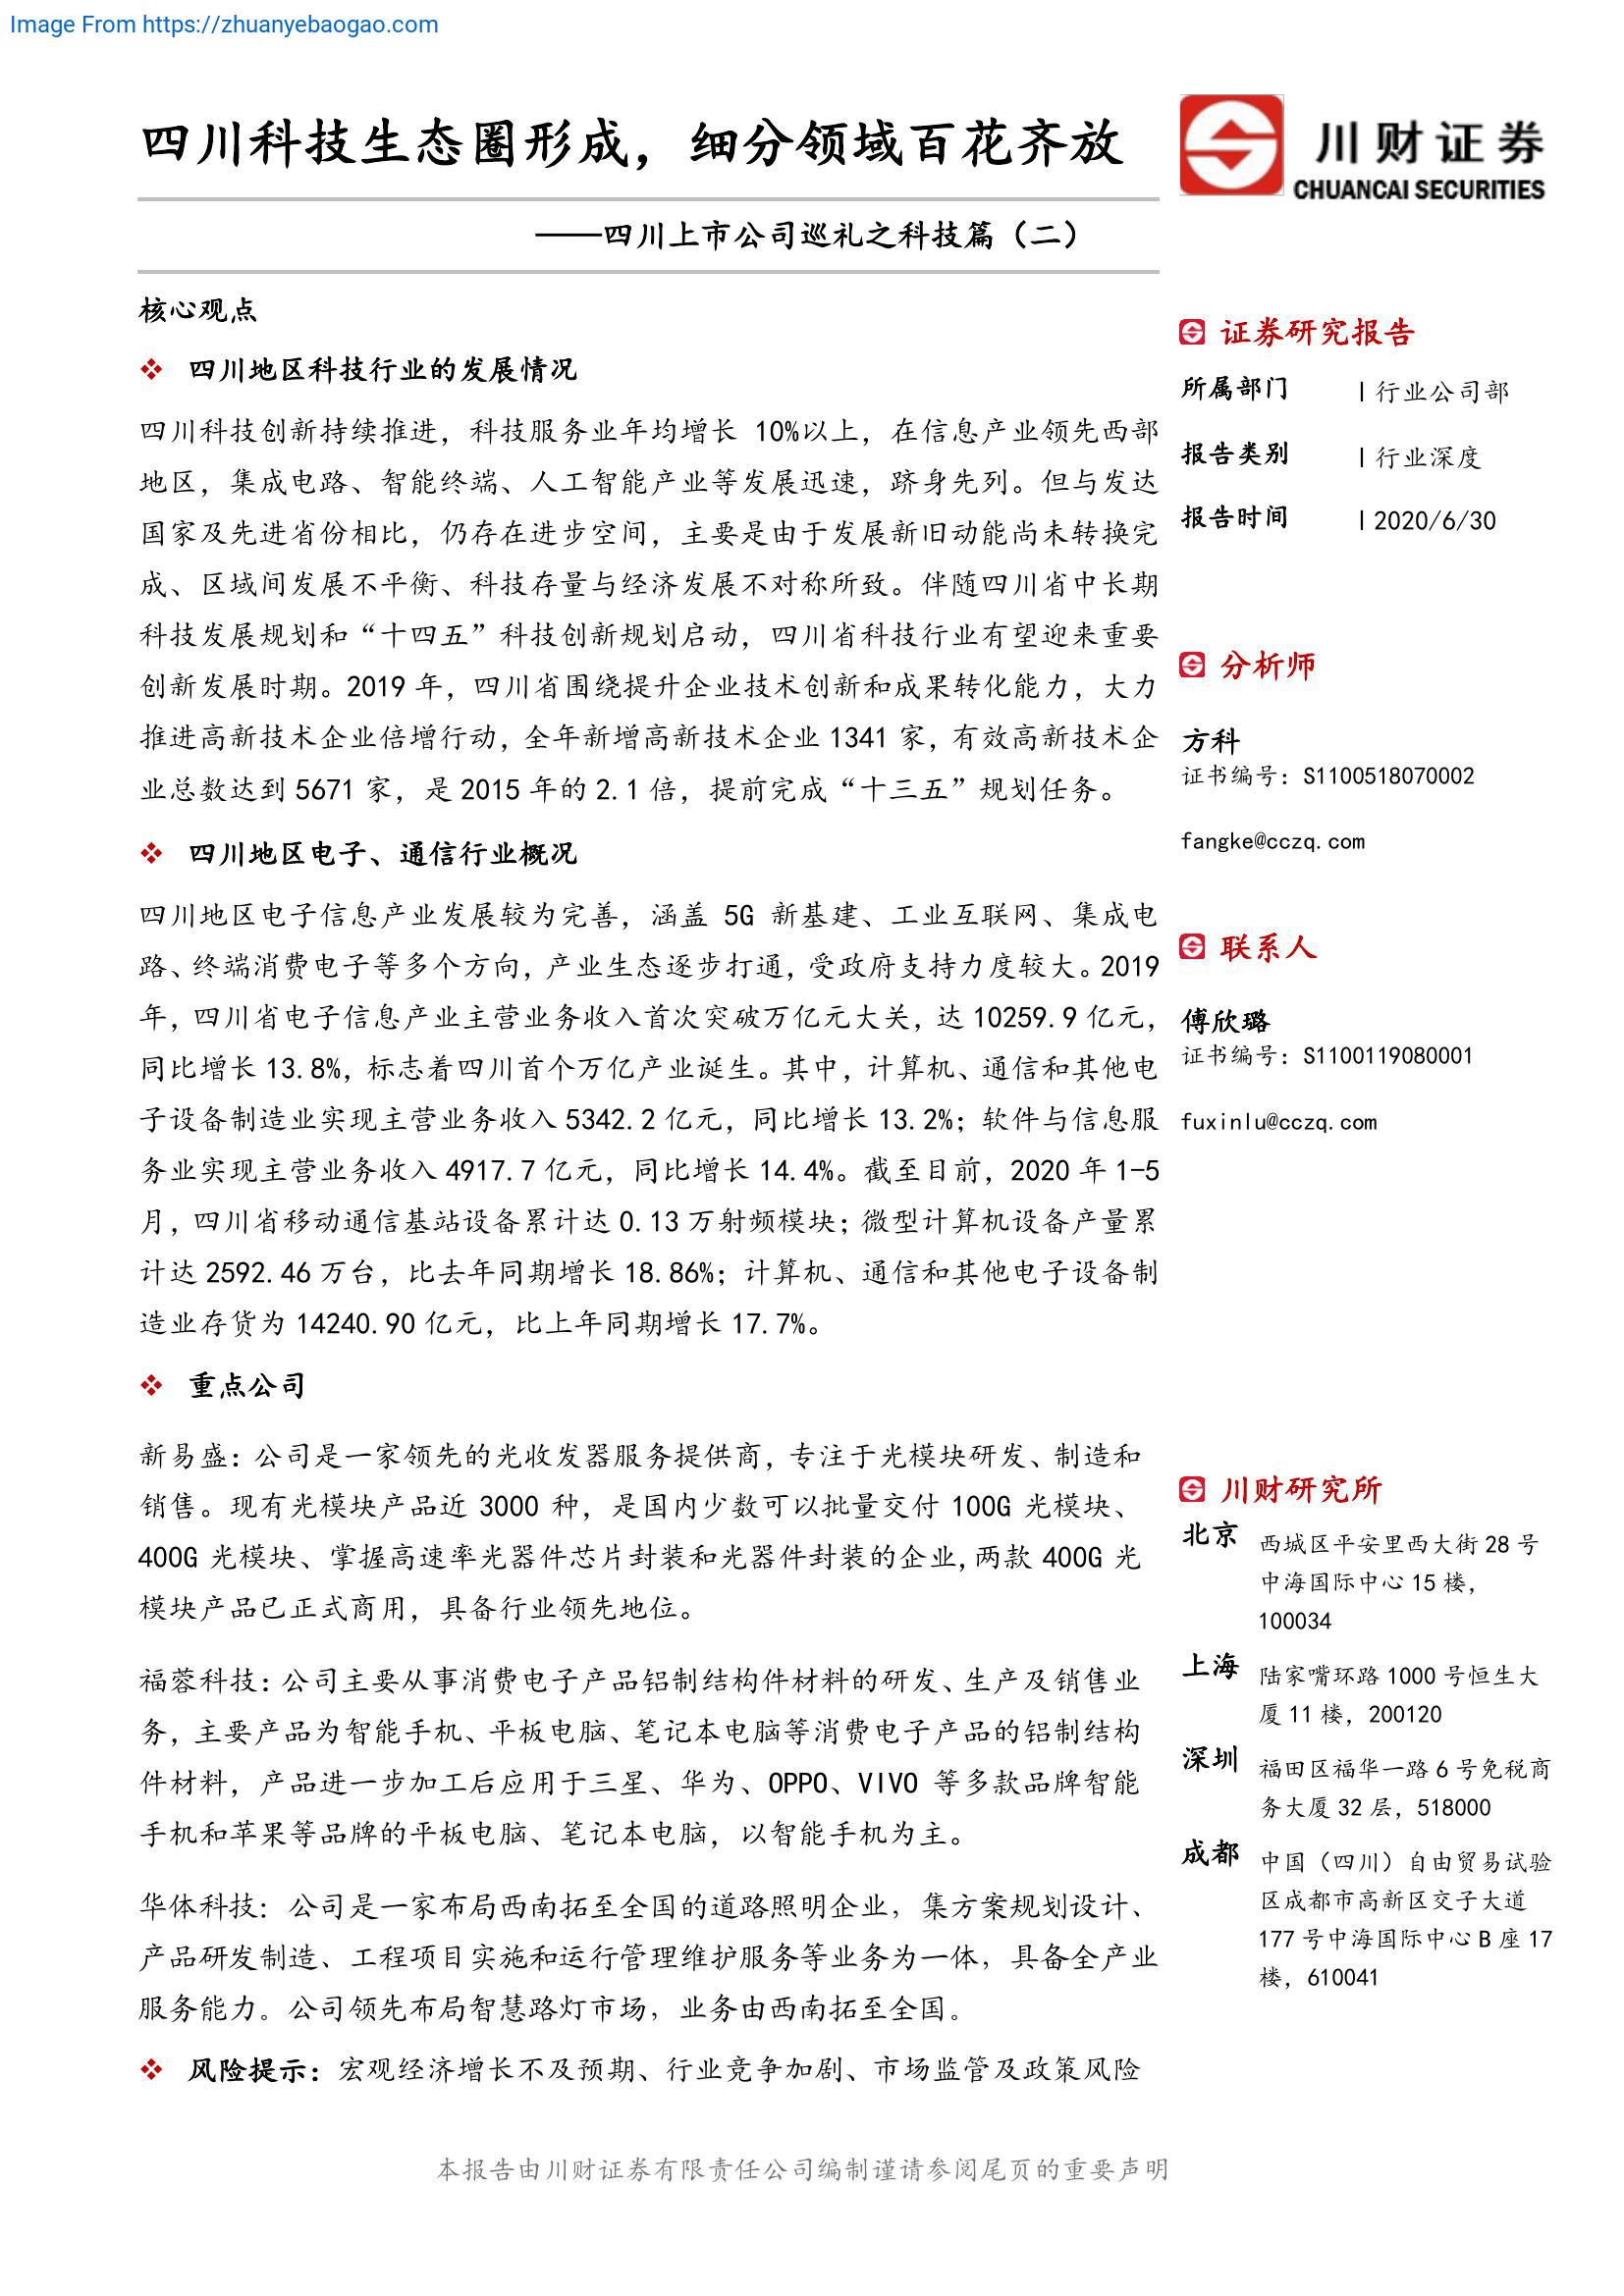 Image From https://zhuanyebaogao.com
四川科技生态圈形成，细分领域百花齐放
——四川上市公司巡礼之科技篇（二）
川财证券
CHUANCAI SECURITIES
核心观点
四川地区科技行业的发展情况
四川科技创新持续推进，科技服务业年均增长 10%以上，在信息产业领先西部
地区，集成电路、智能终端、人工智能产业等发展迅速，跻身先列。但与发达
国家及先进省份相比，仍存在进步空间，主要是由于发展新旧动能尚未转换完
成、区域间发展不平衡、科技存量与经济发展不对称所致。伴随四川省中长期
科技发展规划和“十四五”科技创新规划启动，四川省科技行业有望迎来重要
创新发展时期。2019 年，四川省围绕提升企业技术创新和成果转化能力，大力
推进高新技术企业倍增行动，全年新增高新技术企业 1341 家，有效高新技术企
业总数达到 5671 家，是 2015 年的 2.1 倍，提前完成“十三五”规划任务。
四川地区电子、通信行业概况
四川地区电子信息产业发展较为完善，涵盖 5G 新基建、工业互联网、集成电
路、终端消费电子等多个方向，产业生态逐步打通，受政府支持力度较大。2019
年，四川省电子信息产业主营业务收入首次突破万亿元大关，达 10259.9 亿元，
同比增长 13.8%，标志着四川首个万亿产业诞生。其中，计算机、通信和其他电
子设备制造业实现主营业务收入 5342.2 亿元，同比增长 13.2%；软件与信息服
务业实现主营业务收入 4917.7 亿元，同比增长 14.4%。截至目前，2020 年 1-5
月，四川省移动通信基站设备累计达 0.13 万射频模块；微型计算机设备产量累
计达 2592.46 万台，比去年同期增长 18.86%；计算机、通信和其他电子设备制
造业存货为 14240.90 亿元，比上年同期增长 17.7%。
重点公司
新易盛：公司是一家领先的光收发器服务提供商，专注于光模块研发、制造和
销售。现有光模块产品近 3000 种，是国内少数可以批量交付 100G 光模块、
400G 光模块、掌握高速率光器件芯片封装和光器件封装的企业，两款 400G 光
模块产品已正式商用，具备行业领先地位。
福蓉科技：公司主要从事消费电子产品铝制结构件材料的研发、生产及销售业
务，主要产品为智能手机、平板电脑、笔记本电脑等消费电子产品的铝制结构
件材料，产品进一步加工后应用于三星、华为、OPPO、VIVO 等多款品牌智能
手机和苹果等品牌的平板电脑、笔记本电脑，以智能手机为主。
华体科技：公司是一家布局西南拓至全国的道路照明企业，集方案规划设计、
产品研发制造、工程项目实施和运行管理维护服务等业务为一体，具备全产业
服务能力。公司领先布局智慧路灯市场，业务由西南拓至全国。
风险提示：宏观经济增长不及预期、行业竞争加剧、市场监管及政策风险
证券研究报告
所属部门 | 行业公司部
报告类别 | 行业深度
报告时间 | 2020/6/30
分析师
方科
证书编号：S1100518070002
fangke@cczq.com
联系人
傅欣璐
证书编号：S1100119080001
fuxinlu@cczq.com
川财研究所
北京 西城区平安里西大街 28 号
中海国际中心 15 楼，
100034
上海 陆家嘴环路 1000 号恒生大
厦 11 楼，200120
深圳 福田区福华一路 6 号免税商
务大厦 32 层，518000
成都 中国（四川）自由贸易试验
区成都市高新区交子大道
177 号中海国际中心 B 座 17
楼，610041
本报告由川财证券有限责任公司编制谨请参阅尾页的重要声明